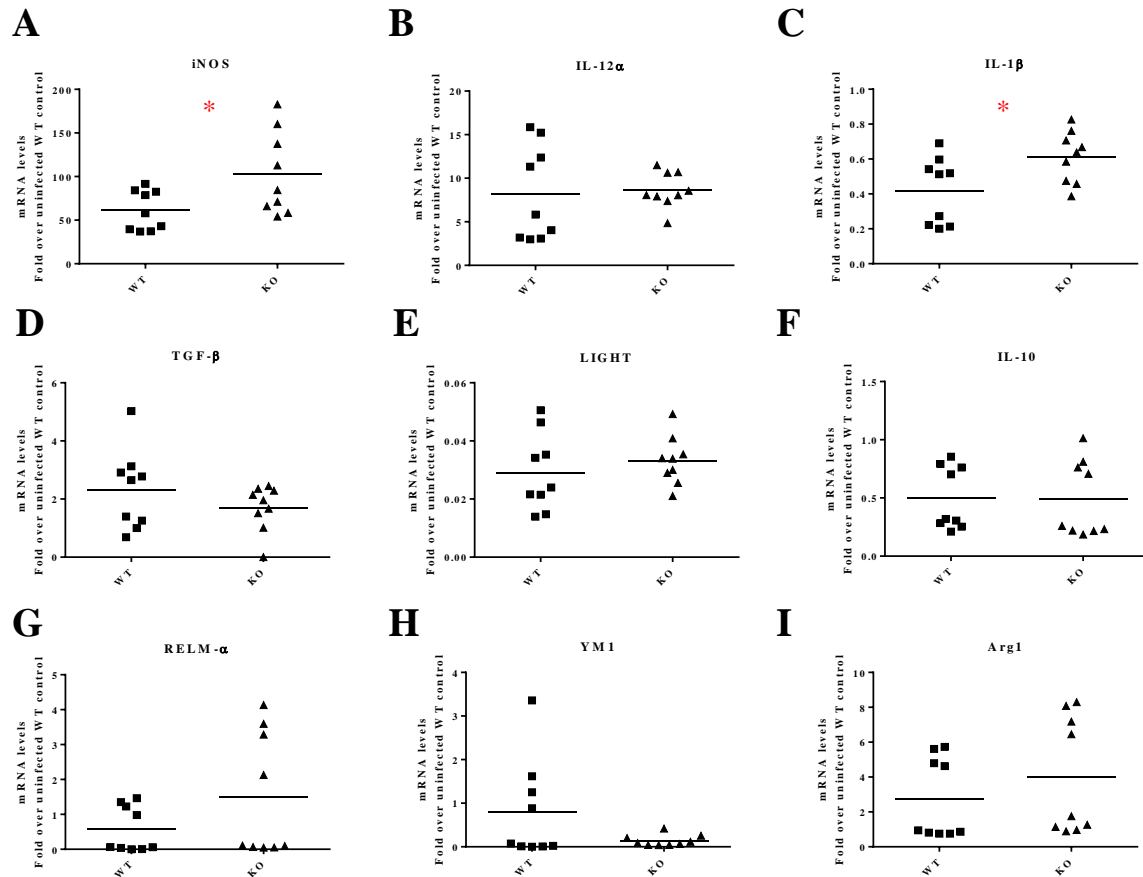 A
iNOS
mRNA levels
Fold over uninfected WT control
200
150
100
50
0
*
WT
KO
B
IL-12α
mRNA levels
Fold over uninfected WT control
20
15
10
5
0
WT
KO
C
IL-1β
mRNA levels
Fold over uninfected WT control
1.0
0.8
0.6
0.4
0.2
0.0
*
WT
KO
D
TGF-β
mRNA levels
Fold over uninfected WT control
6
4
2
0
WT
KO
E
LIGHT
mRNA levels
Fold over uninfected WT control
0.06
0.04
0.02
0.00
WT
KO
F
IL-10
mRNA levels
Fold over uninfected WT control
1.5
1.0
0.5
0.0
WT
KO
G
RELM-α
mRNA levels
Fold over uninfected WT control
5
4
3
2
1
0
WT
KO
H
YM1
mRNA levels
Fold over uninfected WT control
4
3
2
1
0
WT
KO
I
Arg1
mRNA levels
Fold over uninfected WT control
10
8
6
4
2
0
WT
KO